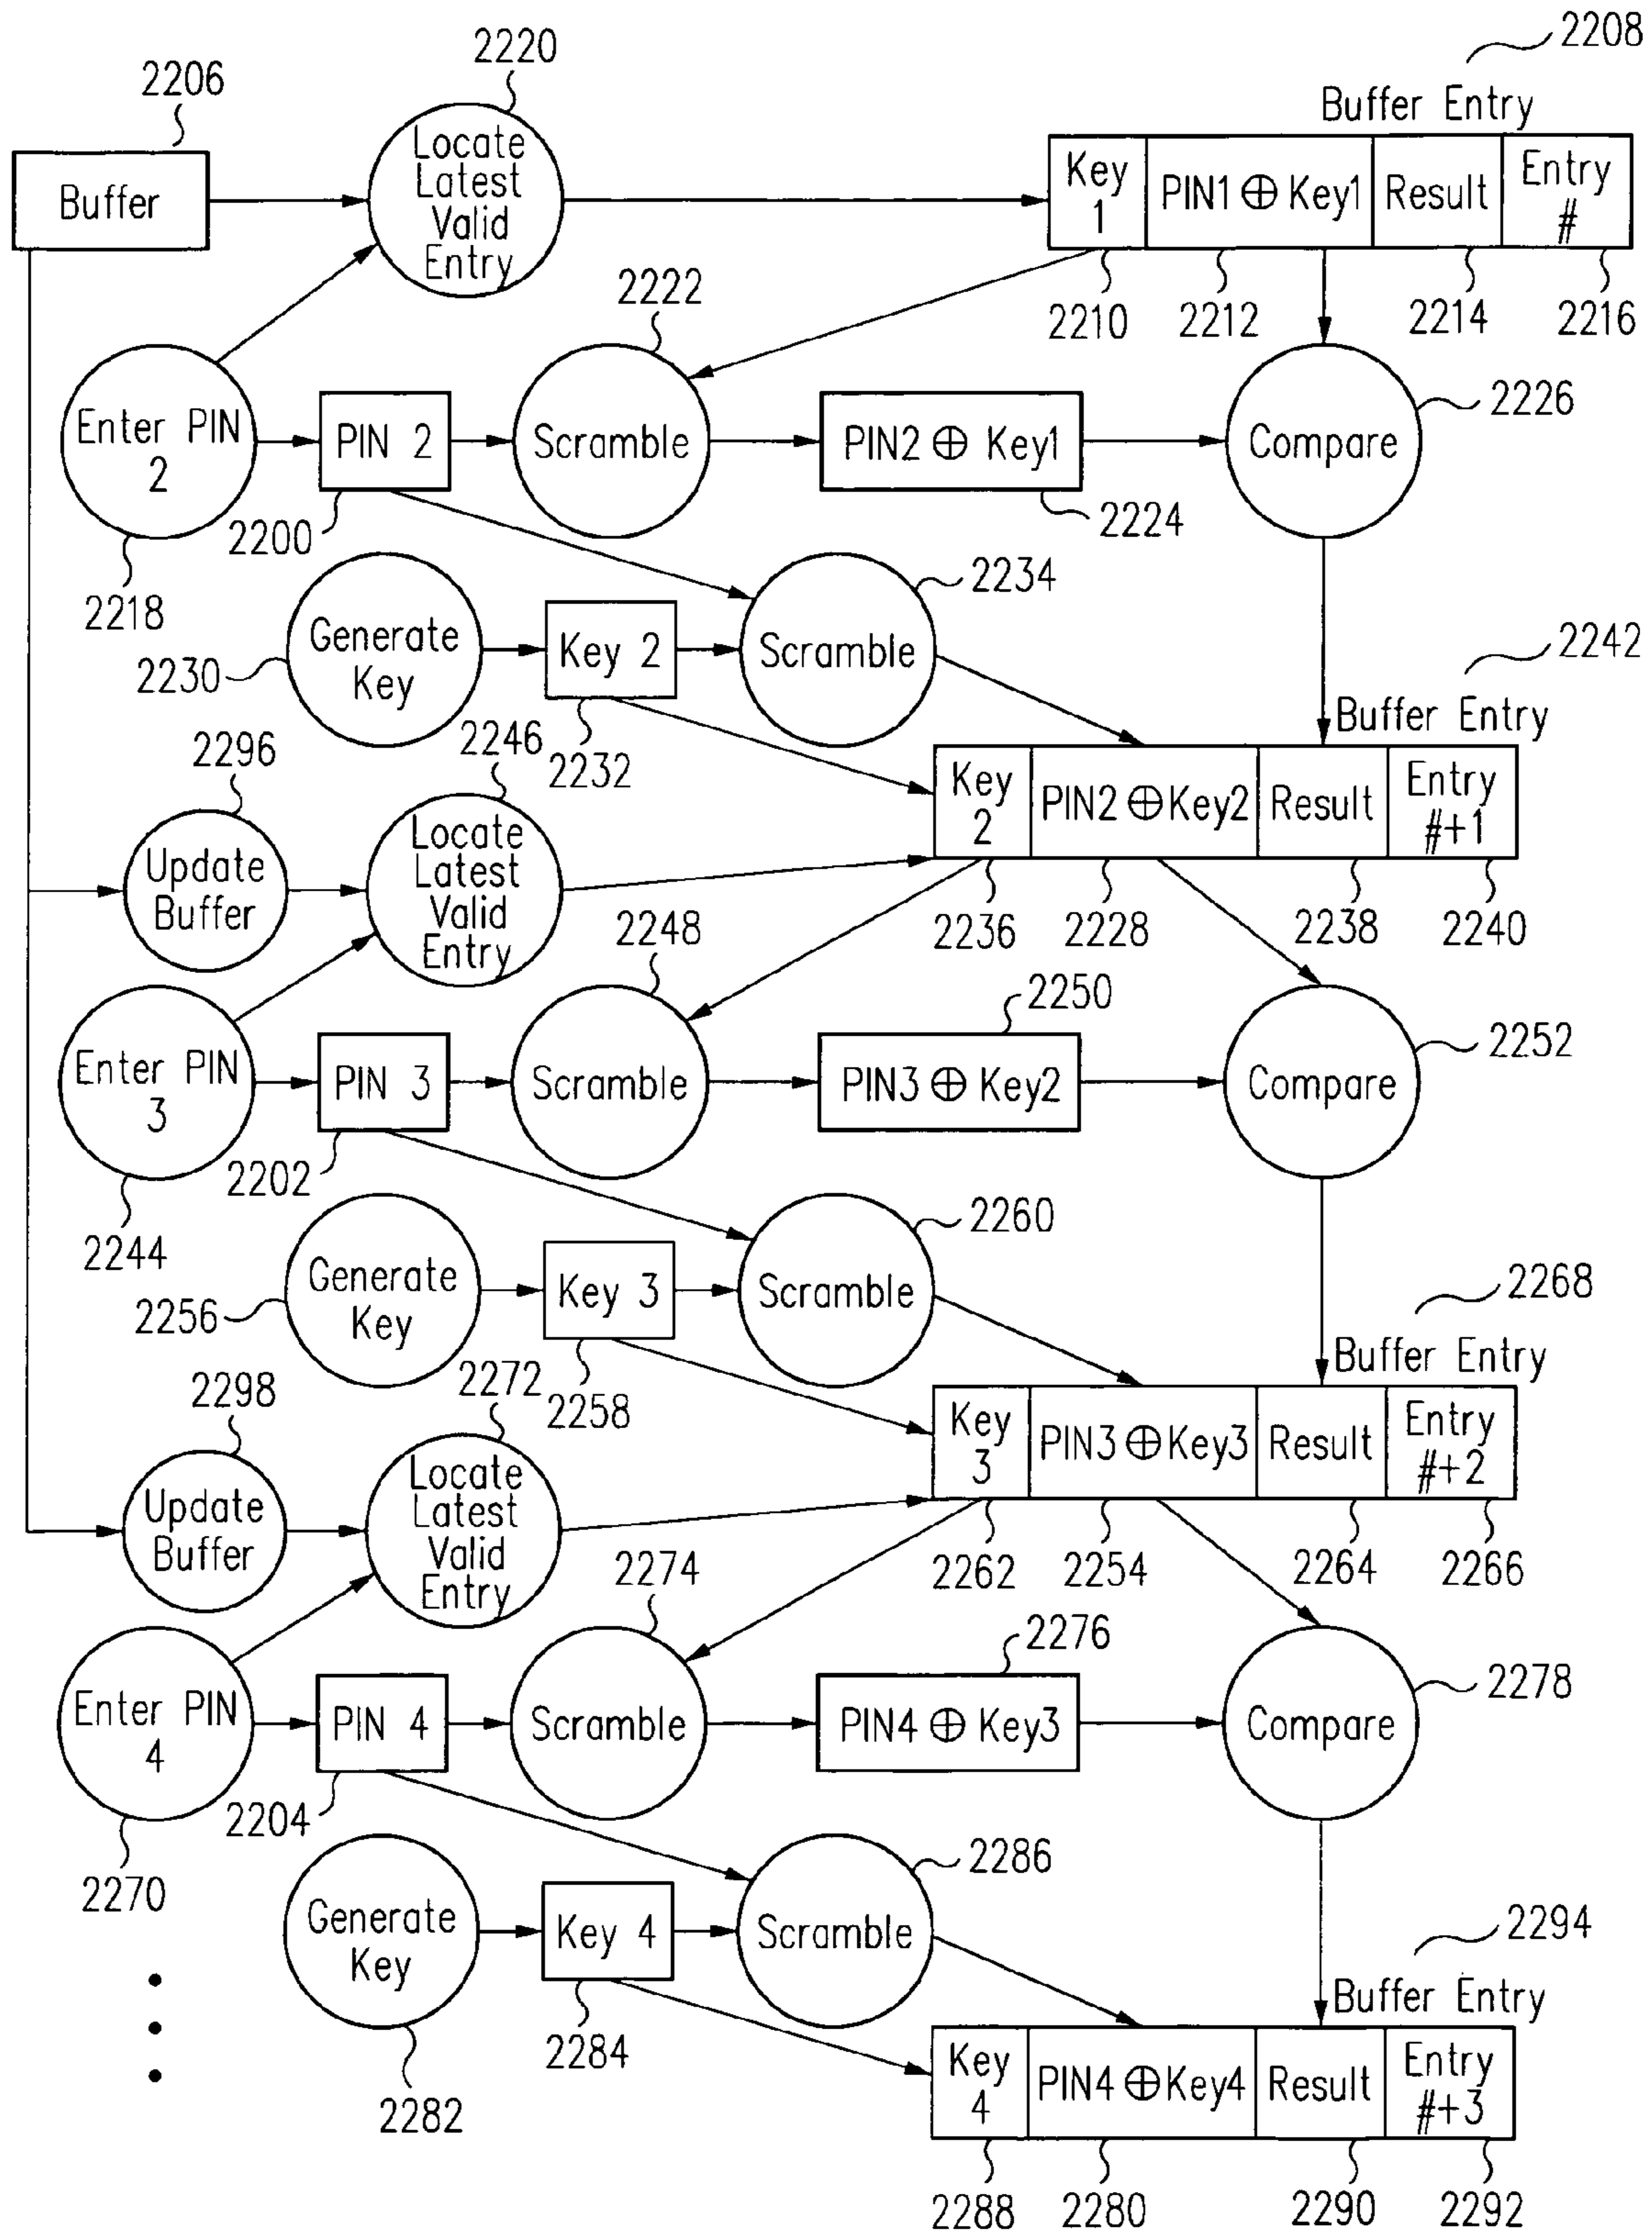 2208
2220
2206
Buffer Entry
Buffer
Locate
Latest
Valid
Entry
Key
1
PIN1 ⊕ Key1
Result
Entry
#
2222
2210
2212
2214
2216
Enter PIN
2
PIN 2
Scramble
PIN2 ⊕ Key1
Compare
2226
2200
2224
2218
2234
Generate
Key
Key 2
Scramble
2230
2242
2232
Buffer Entry
2296
2246
Key
2
PIN2 ⊕ Key2
Result
Entry
#+1
Update
Buffer
Locate
Latest
Valid
Entry
2248
2236
2228
2238
2240
2250
Enter PIN
3
PIN 3
Scramble
PIN3 ⊕ Key2
Compare
2252
2202
2244
2260
Generate
Key
Key 3
Scramble
2256
2268
2258
Buffer Entry
2298
2272
Key
3
PIN3 ⊕ Key3
Result
Entry
#+2
Update
Buffer
Locate
Latest
Valid
Entry
2274
2262
2254
2264
2266
2276
Enter PIN
4
PIN 4
Scramble
PIN4 ⊕ Key3
Compare
2278
2204
2270
2286
Generate
Key
Key 4
Scramble
2294
2284
Buffer Entry
2282
Key
4
PIN4 ⊕ Key4
Result
Entry
#+3
2288
2280
2290
2292